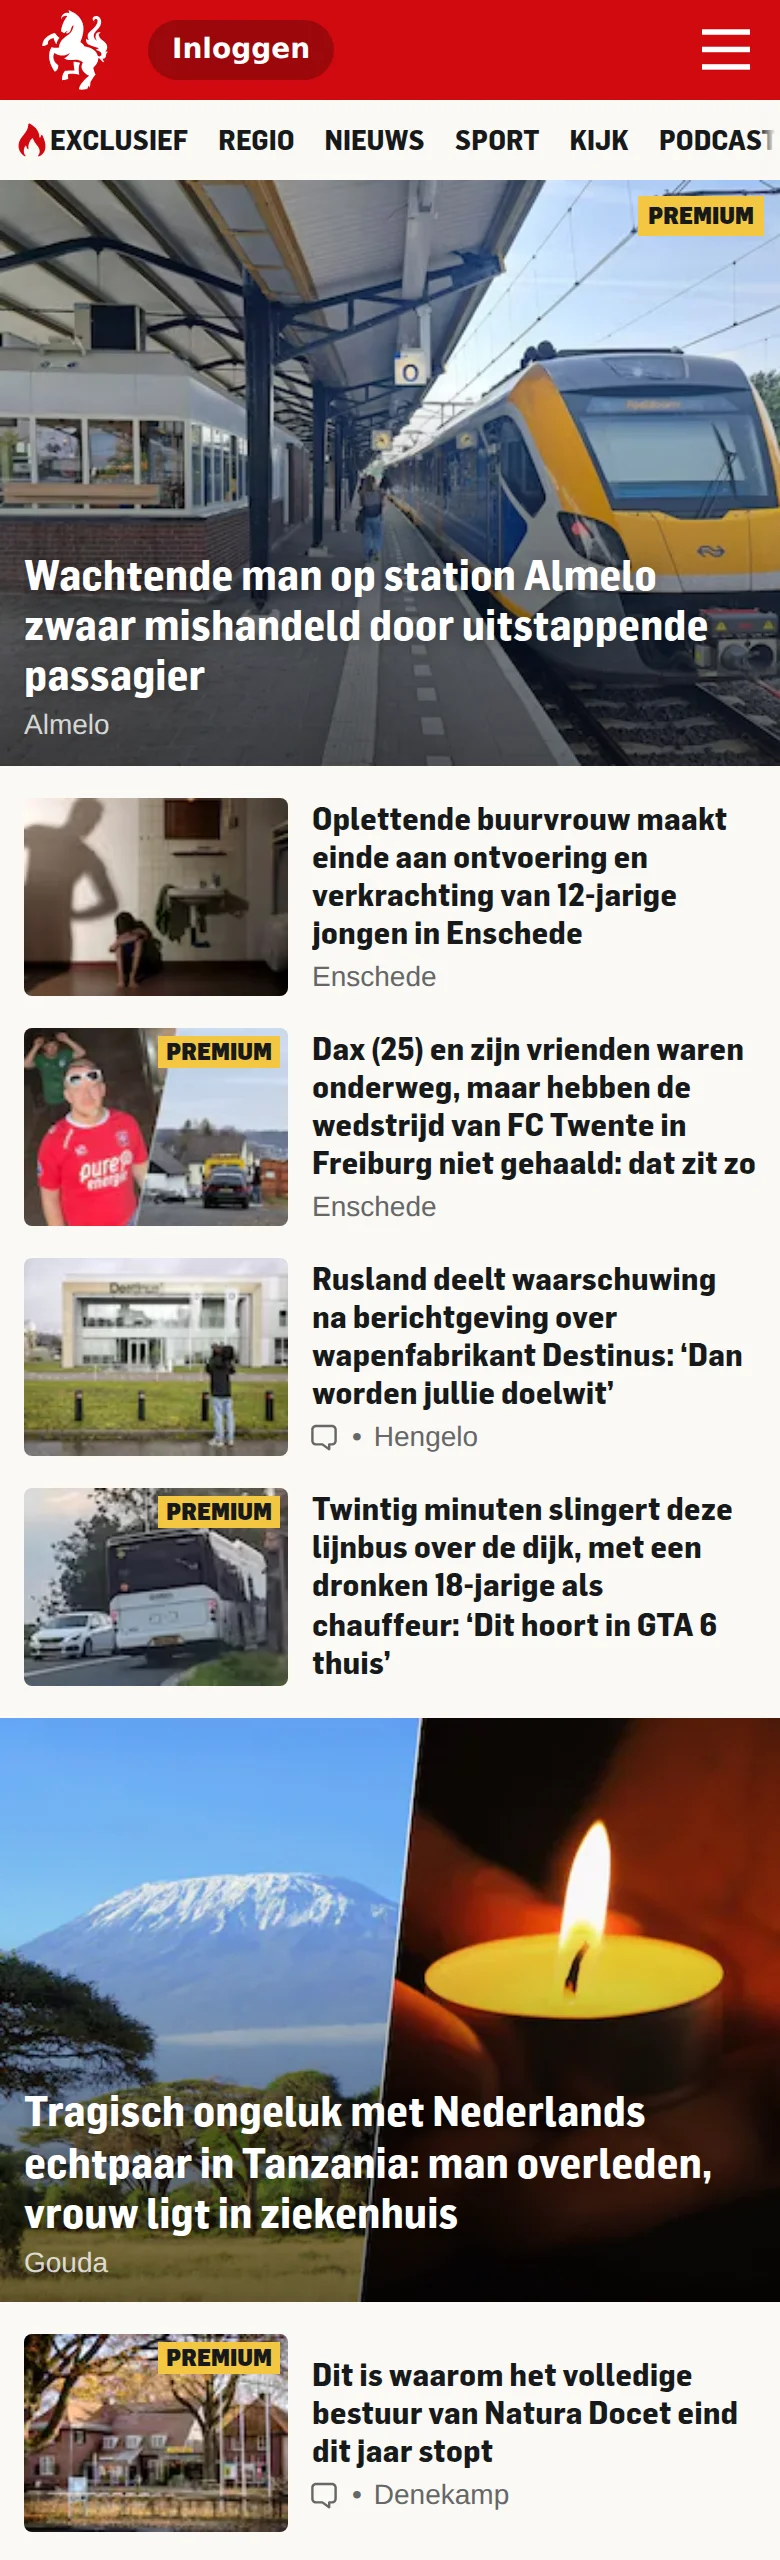 Inloggen
EXCLUSIEF REGIO NIEUWS SPORT KIJK PODCAST
PREMIUM
Wachtende man op station Almelo
zwaar mishandeld door uitstappende
passagier
Almelo
Oplettende buurvrouw maakt
einde aan ontvoering en
verkrachting van 12-jarige
jongen in Enschede
Enschede
PREMIUM
pure
energie
Dax (25) en zijn vrienden waren
onderweg, maar hebben de
wedstrijd van FC Twente in
Freiburg niet gehaald: dat zit zo
Enschede
Destinus
Rusland deelt waarschuwing
na berichtgeving over
wapenfabrikant Destinus: ‘Dan
worden jullie doelwit’
• Hengelo
PREMIUM
Twintig minuten slingert deze
lijnbus over de dijk, met een
dronken 18-jarige als
chauffeur: ‘Dit hoort in GTA 6
thuis’
Tragisch ongeluk met Nederlands
echtpaar in Tanzania: man overleden,
vrouw ligt in ziekenhuis
Gouda
PREMIUM
Dit is waarom het volledige
bestuur van Natura Docet eind
dit jaar stopt
• Denekamp